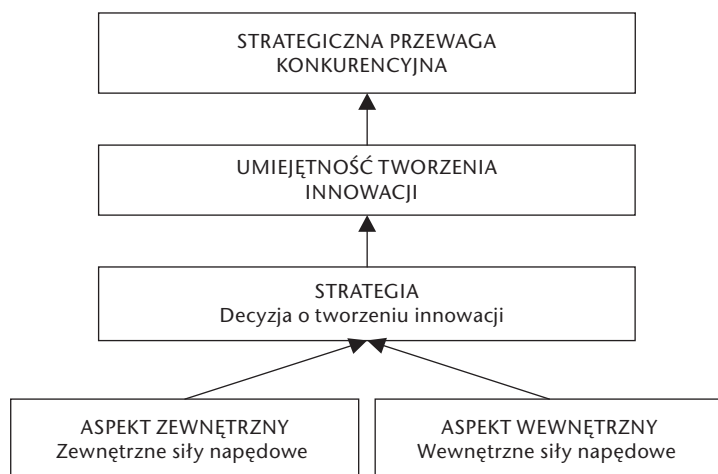 STRATEGICZNA PRZEWAGA
KONKURENCYJNA
UMIEJĘTNOŚĆ TWORZENIA
INNOWACJI
STRATEGIA
Decyzja o tworzeniu innowacji
ASPEKT ZEWNĘTRZNY
Zewnętrzne siły napędowe
ASPEKT WEWNĘTRZNY
Wewnętrzne siły napędowe